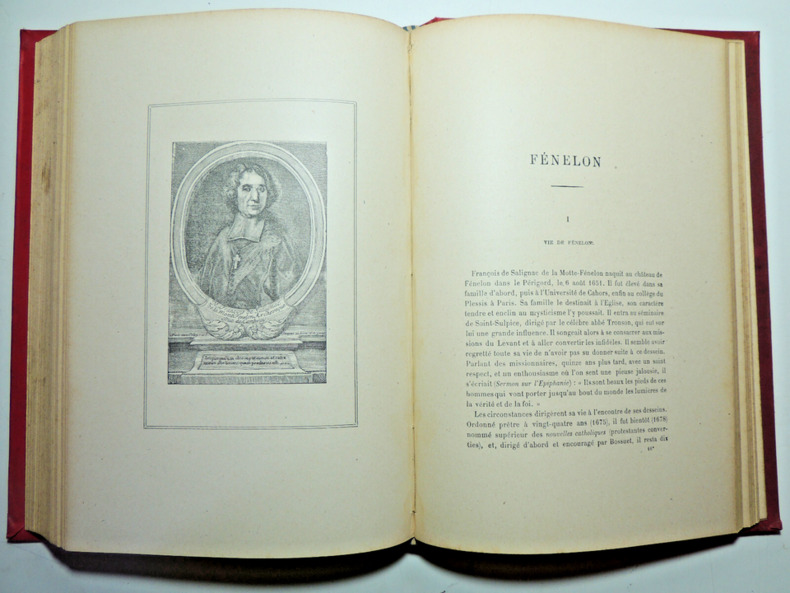 FÉNELON
I
VIE DE FÉNELON
François de Salignac de la Mothe-Fénelon naquit au château de
Fénelon dans le Périgord, le 6 août 1651. Il fut élevé dans sa
famille d'abord, puis à l'Université de Cahors, enfin au collège du
Plessis à Paris. Sa famille le destinait à l'Eglise, son caractère
tendre et enclin au mysticisme l'y poussait. Il entra au séminaire
de Saint-Sulpice, dirigé par le célèbre abbé Tronson, qui eut sur
lui une grande influence. Il songeait alors à se consacrer aux missions
du Levant et à aller convertir les infidèles. Il semble avoir
regretté toute sa vie de n'avoir pas su donner suite à ce dessein.
Parlant des missionnaires, quinze ans plus tard, avec un saint
respect, et un enthousiasme où l'on sent une pieuse jalousie, il
s'écriait (Sermon sur l'Epiphanie) : « Ils sont beaux les pieds de ces
hommes qui vont porter jusqu'au bout du monde les lumières de
la vérité et de la foi. »
Les circonstances dirigèrent sa vie à l'encontre de ses desseins.
Ordonné prêtre à vingt-quatre ans (1675), il fut bientôt (1678)
nommé supérieur des nouvelles catholiques (protestantes converties),
et, dirigé d'abord et encouragé par Bossuet, il resta dix